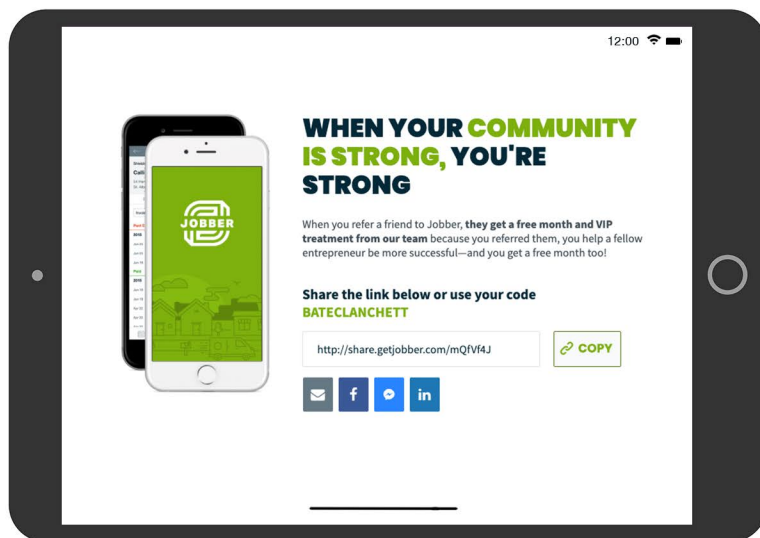 12:00
WHEN YOUR COMMUNITY
IS STRONG, YOU'RE
STRONG
JOBBER
When you refer a friend to Jobber, they get a free month and VIP
treatment from our team because you referred them, you help a fellow
entrepreneur be more successful—and you get a free month too!
Share the link below or use your code
BATECLANCHETT
http://share.getjobber.com/mQfVf4J
COPY
f
in